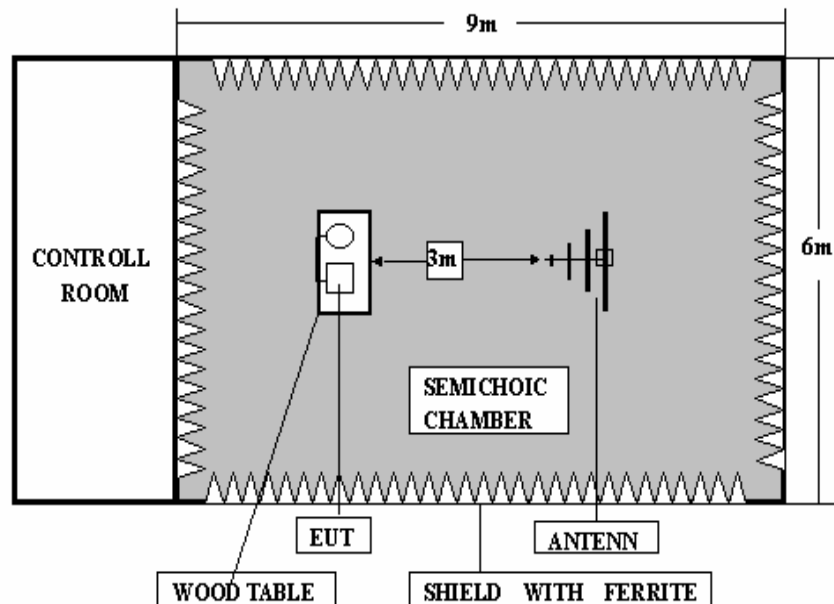 9m
CONTROLL
ROOM
3m
6m
SEMICHOIC
CHAMBER
EUT
ANTENN
WOOD TABLE
SHIELD WITH FERRITE